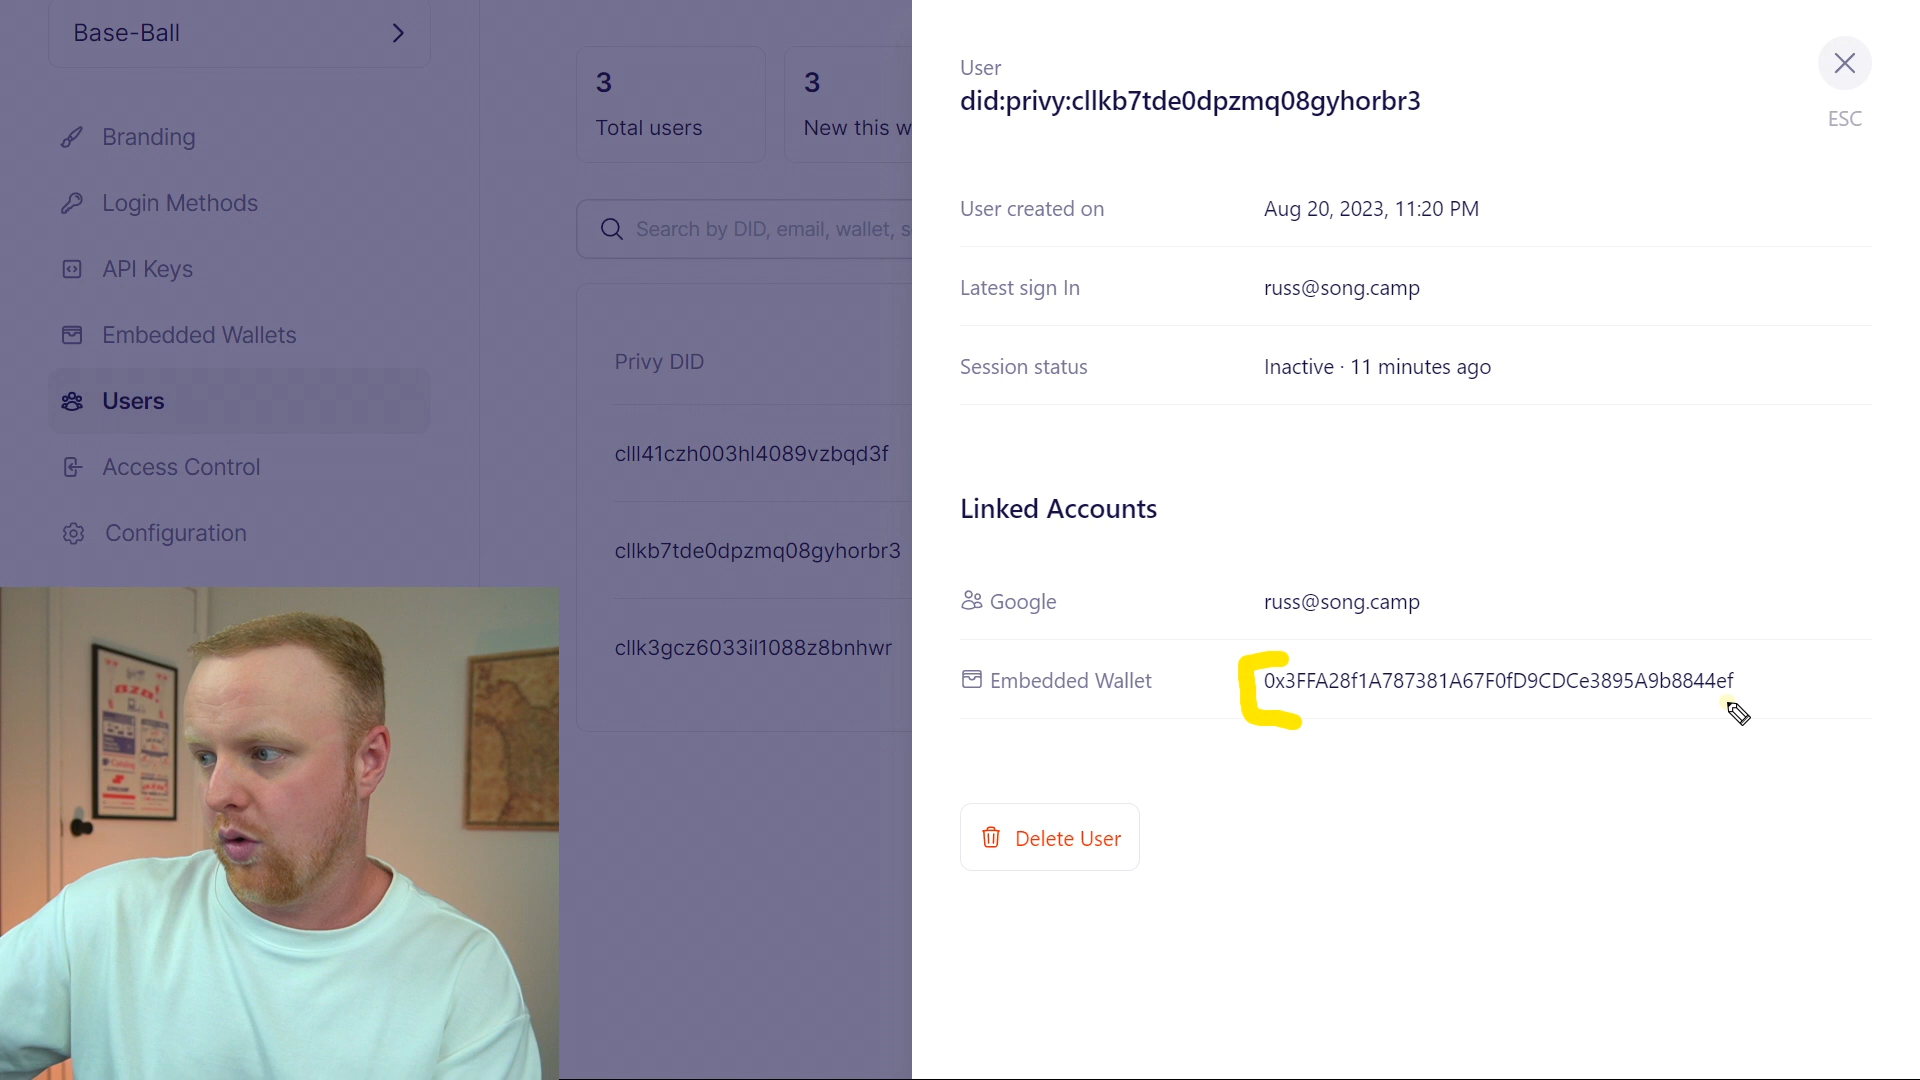 Base-Ball
Branding
Login Methods
API Keys
Embedded Wallets
Users
Access Control
Configuration
3
Total users
3
New this w
Search by DID, email, wallet, s
Privy DID
clll41czh003hl4089vzbqd3f
cllkb7tde0dpzmq08gyhorbr3
cllk3gcz6033il1088z8bnhwr
User
did:privy:cllkb7tde0dpzmq08gyhorbr3
ESC
User created on Aug 20, 2023, 11:20 PM
Latest sign In russ@song.camp
Session status Inactive · 11 minutes ago
Linked Accounts
Google russ@song.camp
Embedded Wallet 0x3FFA28f1A787381A67F0fD9CDCe3895A9b8844ef
Delete User